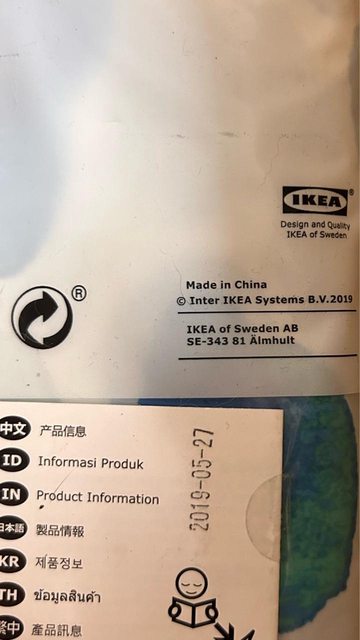 IKEA®
Design and Quality
IKEA of Sweden
Made in China
© Inter IKEA Systems B.V.2019
®
IKEA of Sweden AB
SE-343 81 Älmhult
中文 产品信息
ID Informasi Produk
IN Product Information
日本語 製品情報
KR 제품정보
TH ข้อมูลสินค้า
繁中 產品訊息
2019-05-27